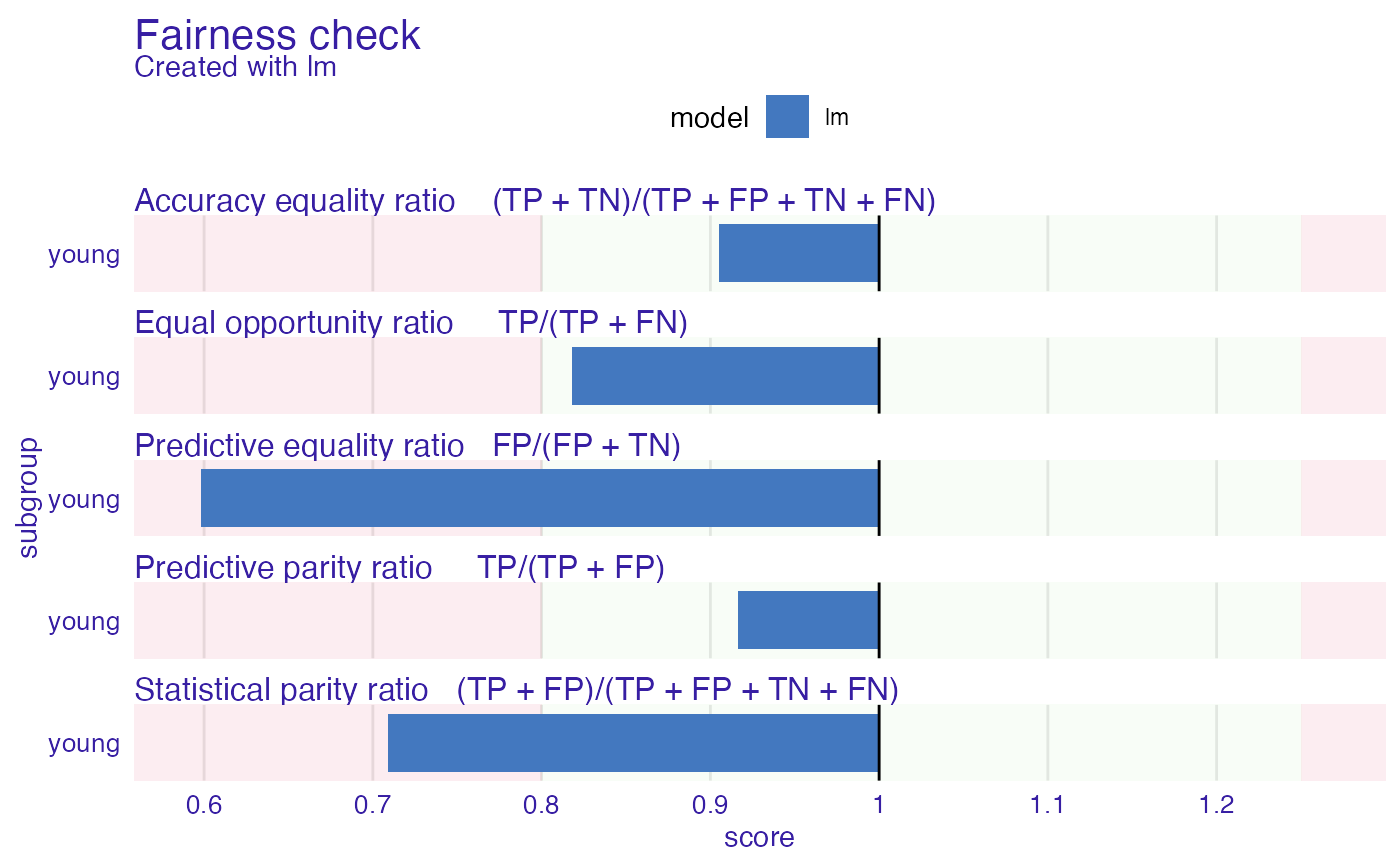 Fairness check
Created with lm
model lm
Accuracy equality ratio (TP + TN)/(TP + FP + TN + FN)
young
Equal opportunity ratio TP/(TP + FN)
young
Predictive equality ratio FP/(FP + TN)
young
Predictive parity ratio TP/(TP + FP)
young
Statistical parity ratio (TP + FP)/(TP + FP + TN + FN)
young
subgroup
0.6 0.7 0.8 0.9 1 1.1 1.2
score